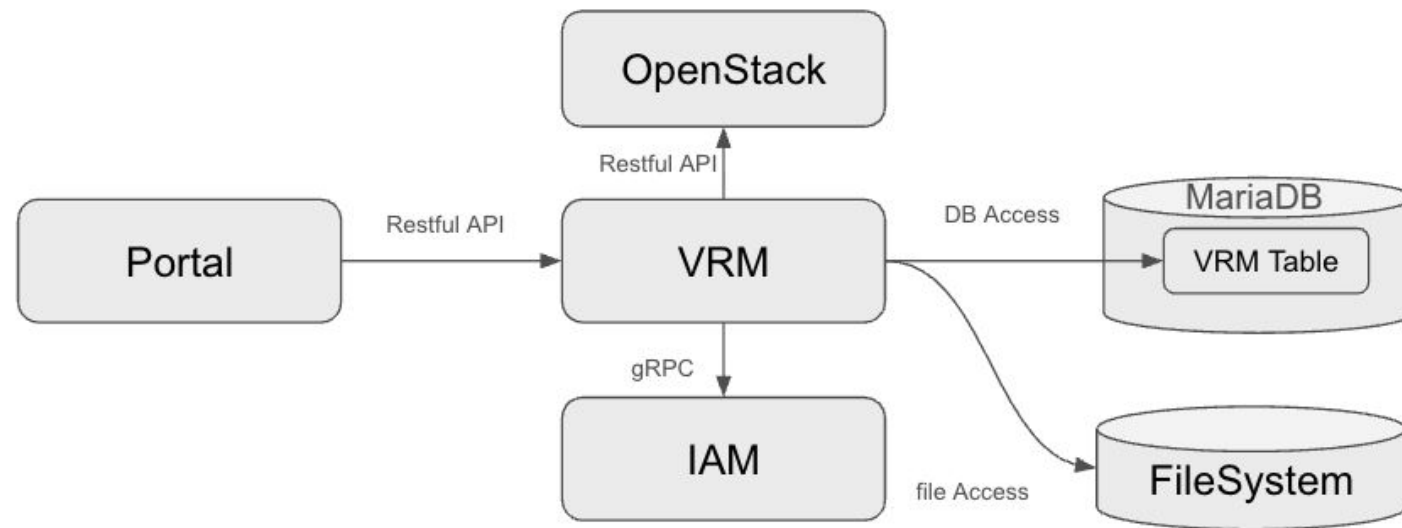 OpenStack
Restful API
MariaDB
Portal
Restful API
VRM
DB Access
VRM Table
gRPC
IAM
file Access
FileSystem